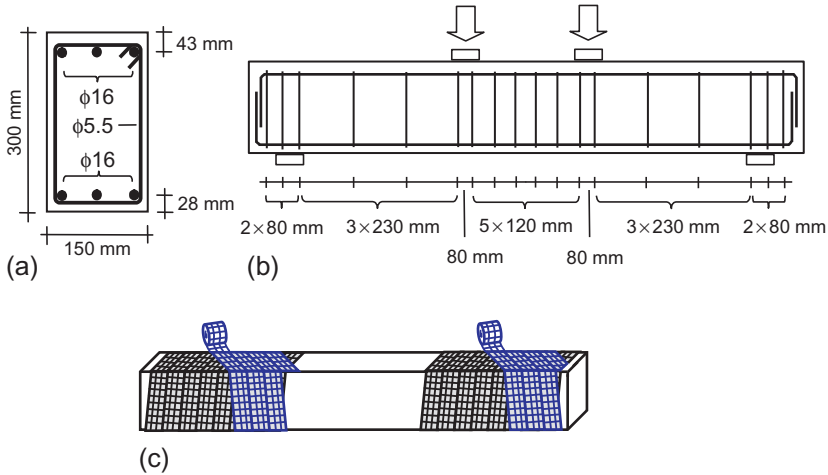 43 mm
ϕ16
300 mm
ϕ5.5
ϕ16
28 mm
150 mm
(a)
2×80 mm
3×230 mm
5×120 mm
3×230 mm
2×80 mm
80 mm
80 mm
(b)
(c)